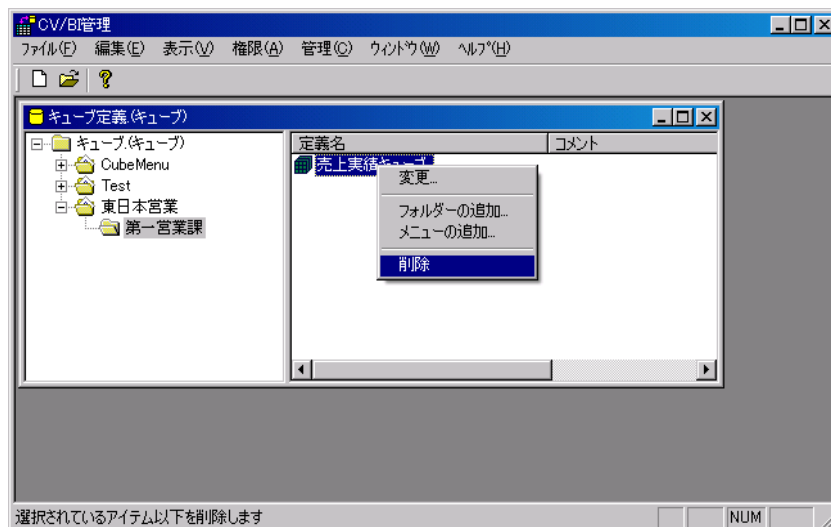 CV/BI管理
ファイル(F) 編集(E) 表示(V) 権限(A) 管理(C) ウィンドウ(W) ヘルプ(H)
キューブ定義.(キューブ)
キューブ.(キューブ)
CubeMenu
Test
東日本営業
第一営業課
定義名 コメント
売上実績キューブ
変更...
フォルダーの追加...
メニューの追加...
削除
選択されているアイテム以下を削除します
NUM